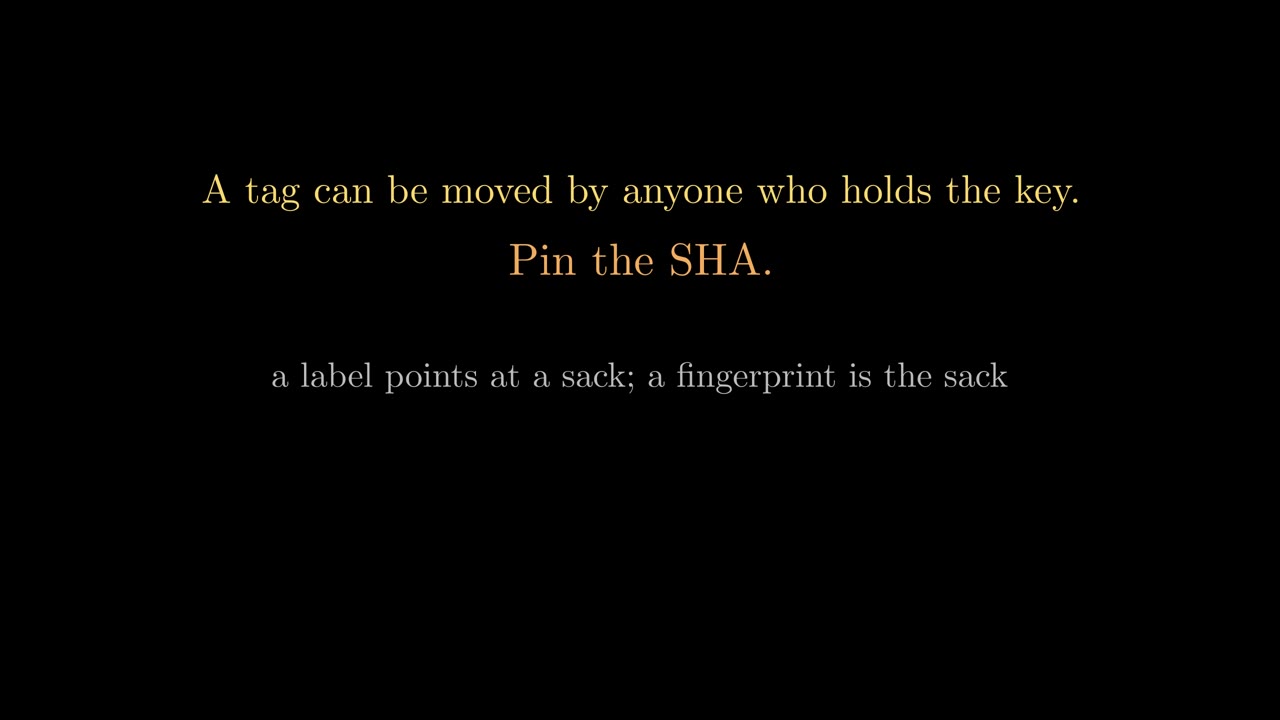 A tag can be moved by anyone who holds the key.
Pin the SHA.
a label points at a sack; a fingerprint is the sack